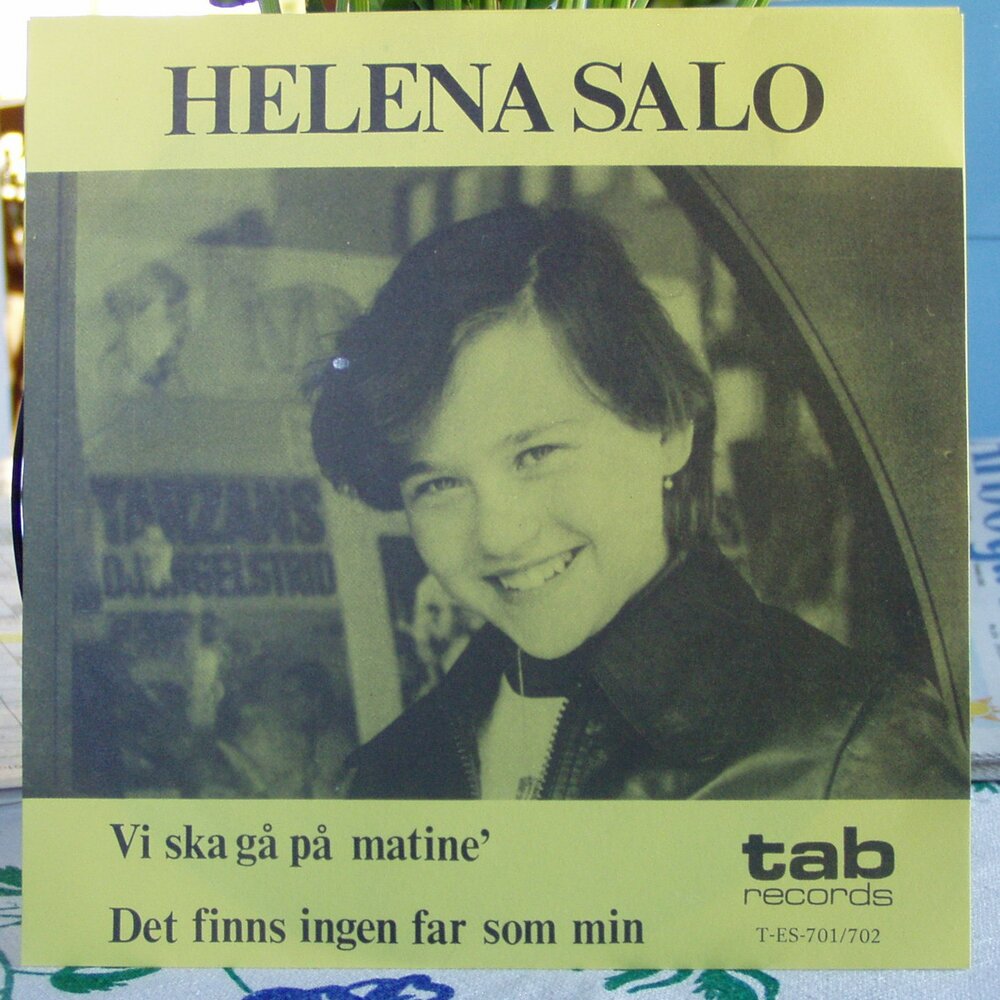 HELENA SALO
TARZANS
DJUNGELSTRID
Vi ska gå på matine’
Det finns ingen far som min
tab
records
T-ES-701/702